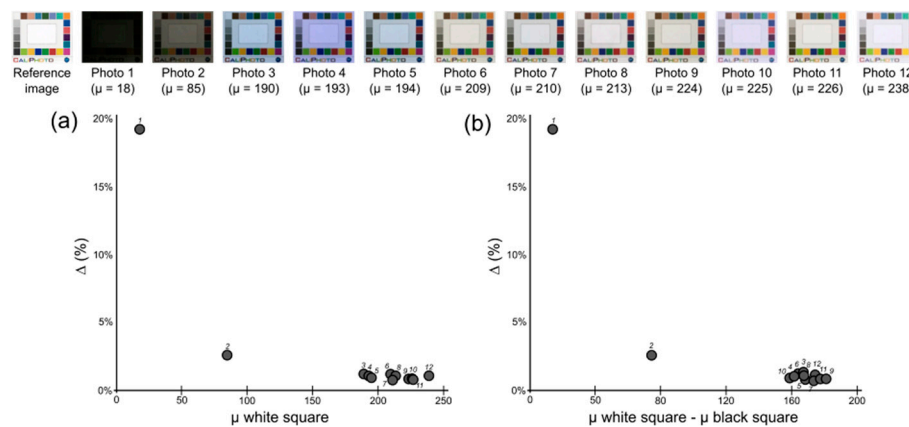 CALPHOTO
Reference image
Photo 1 (μ = 18)
Photo 2 (μ = 85)
Photo 3 (μ = 190)
Photo 4 (μ = 193)
Photo 5 (μ = 194)
Photo 6 (μ = 209)
Photo 7 (μ = 210)
Photo 8 (μ = 213)
Photo 9 (μ = 224)
Photo 10 (μ = 225)
Photo 11 (μ = 226)
Photo 12 (μ = 238
(a)
20%
15%
10%
5%
0%
Δ (%)
1
2
3 4 5 6 7 8 9 10 11 12
0 50 100 150 200 250
μ white square
(b)
20%
15%
10%
5%
0%
Δ (%)
1
2
10 4 6 3 8 12 11 9
5
0 40 80 120 160 200
μ white square - μ black square